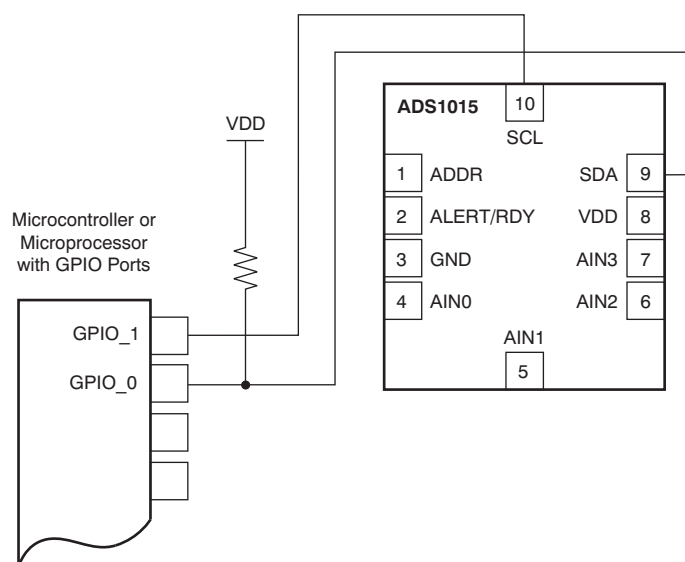 ADS1015
10
SCL
VDD
1 ADDR
SDA 9
2 ALERT/RDY
VDD 8
Microcontroller or
Microprocessor
with GPIO Ports
3 GND
AIN3 7
4 AIN0
AIN2 6
GPIO_1
AIN1
5
GPIO_0